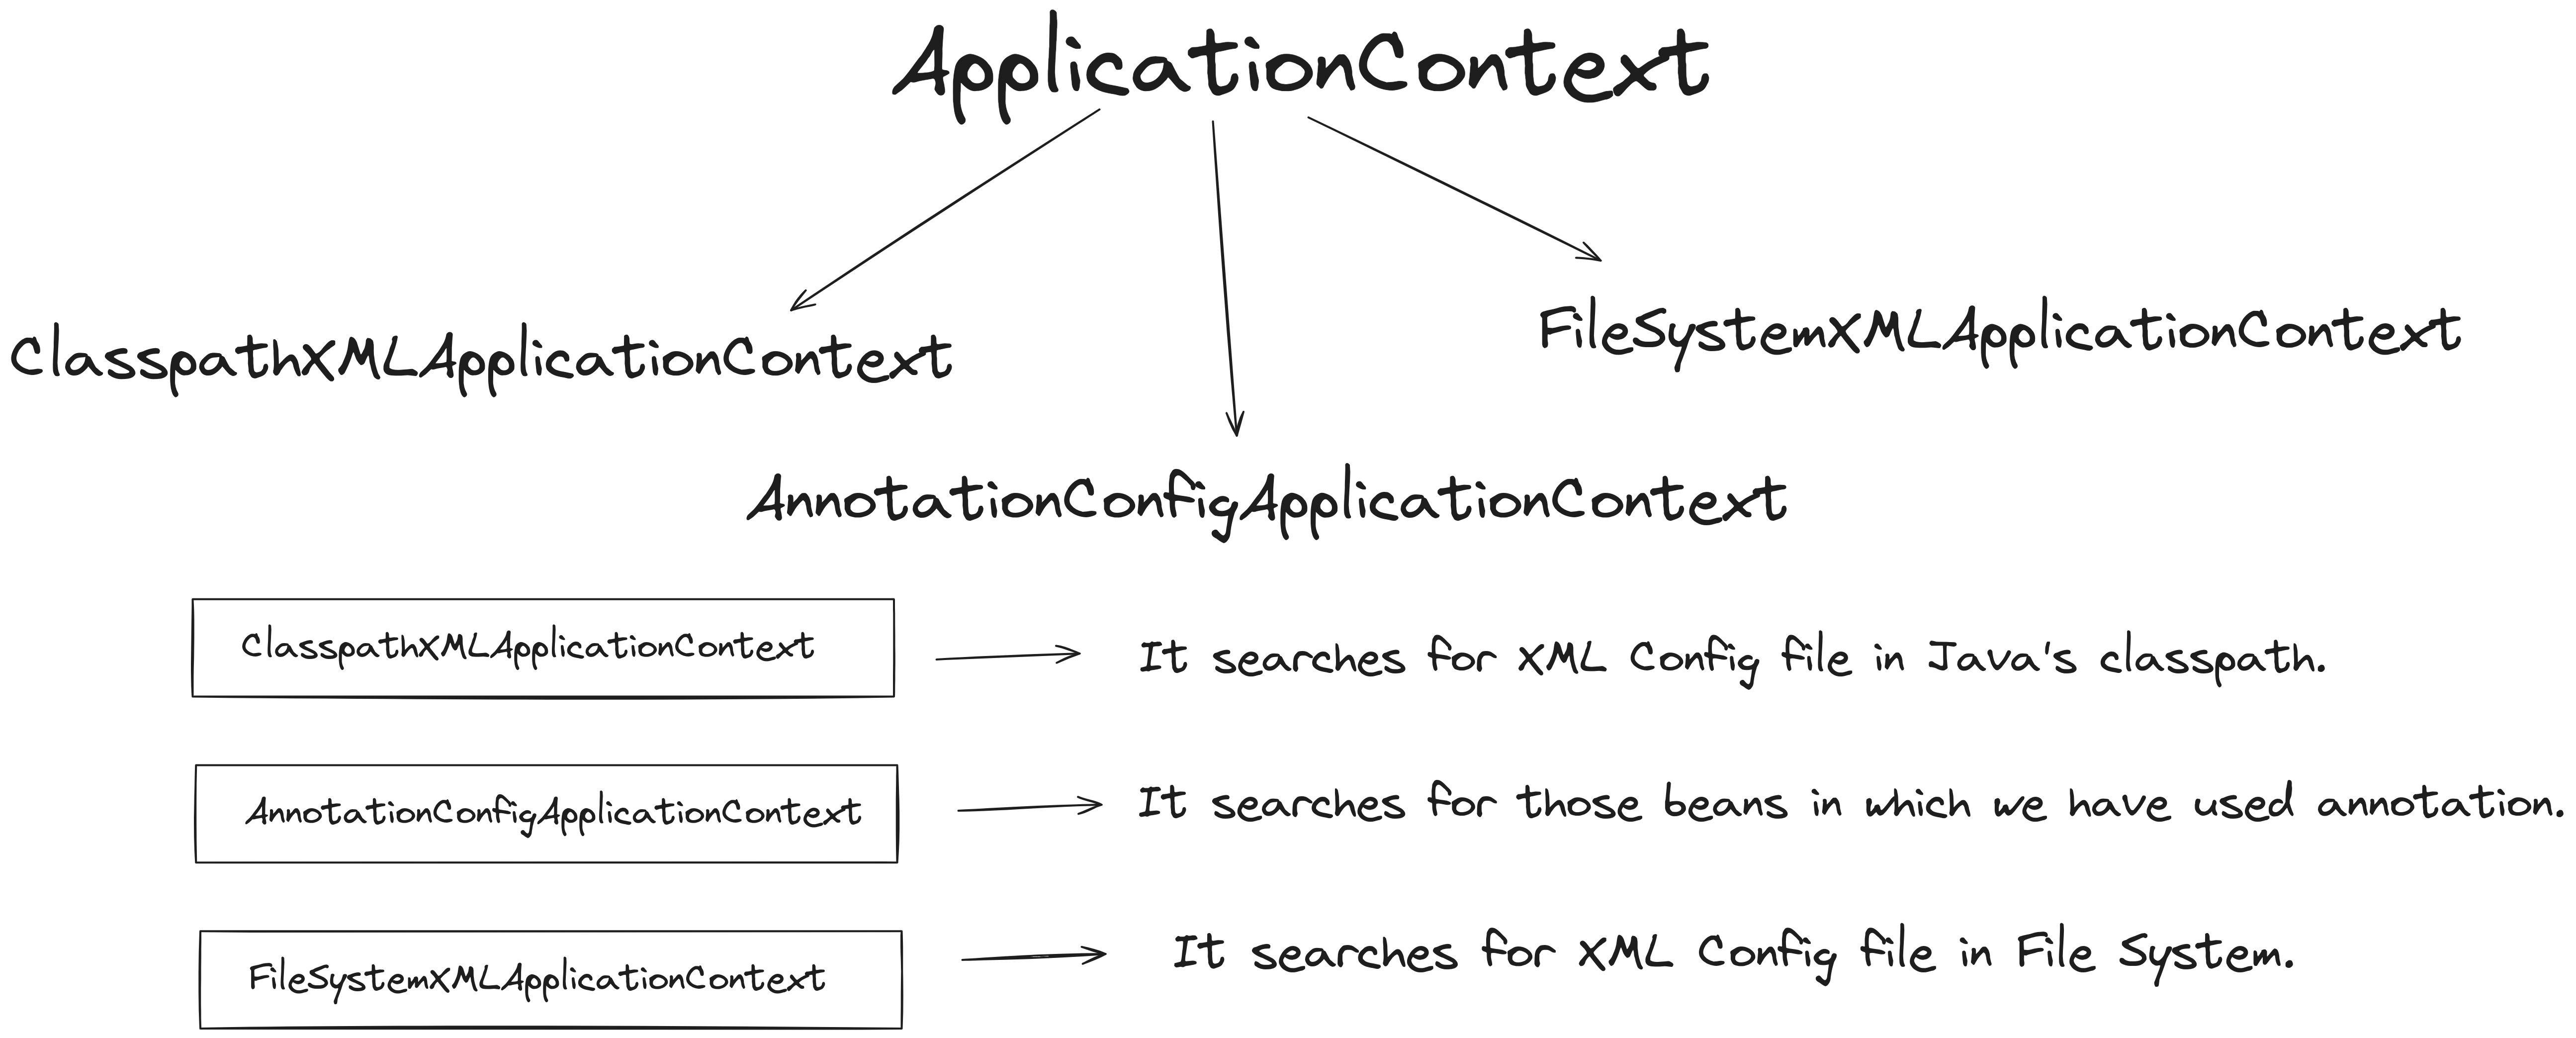 ApplicationContext
ClasspathXMLApplicationContext
FileSystemXMLApplicationContext
AnnotationConfigApplicationContext
ClasspathXMLApplicationContext
It searches for XML Config file in Java's classpath.
AnnotationConfigApplicationContext
It searches for those beans in which we have used annotation.
FileSystemXMLApplicationContext
It searches for XML Config file in File System.